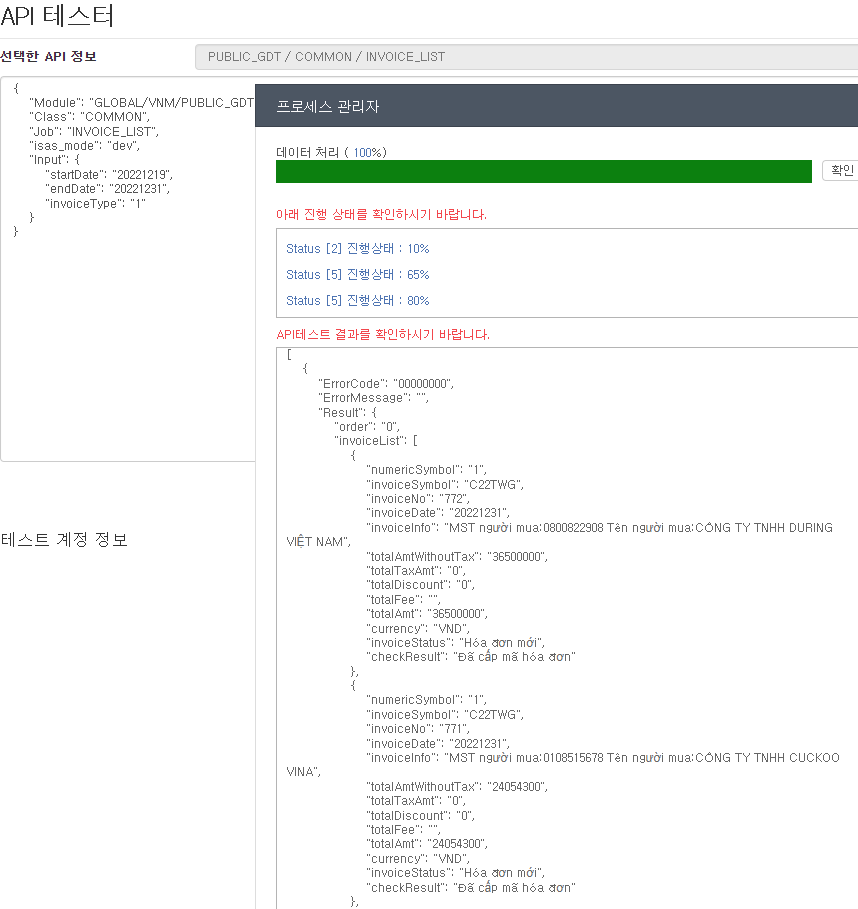 API 테스터
선택한 API 정보
PUBLIC_GDT / COMMON / INVOICE_LIST
{
"Module": "GLOBAL/VNM/PUBLIC_GDT
"Class": "COMMON",
"Job": "INVOICE_LIST",
"isas_mode": "dev",
"Input": {
"startDate": "20221219",
"endDate": "20221231",
"invoiceType": "1"
}
}
테스트 계정 정보
프로세스 관리자
데이터 처리 ( 100%)
확인
아래 진행 상태를 확인하시기 바랍니다.
Status [2] 진행상태 : 10%
Status [5] 진행상태 : 65%
Status [5] 진행상태 : 80%
API테스트 결과를 확인하시기 바랍니다.
[
{
"ErrorCode": "00000000",
"ErrorMessage": "",
"Result": {
"order": "0",
"invoiceList": [
{
"numericSymbol": "1",
"invoiceSymbol": "C22TWG",
"invoiceNo": "772",
"invoiceDate": "20221231",
"invoiceInfo": "MST người mua:0800822908 Tên người mua:CÔNG TY TNHH DURING
VIỆT NAM",
"totalAmtWithoutTax": "36500000",
"totalTaxAmt": "0",
"totalDiscount": "0",
"totalFee": "",
"totalAmt": "36500000",
"currency": "VND",
"invoiceStatus": "Hóa đơn mới",
"checkResult": "Đã cấp mã hóa đơn"
},
{
"numericSymbol": "1",
"invoiceSymbol": "C22TWG",
"invoiceNo": "771",
"invoiceDate": "20221231",
"invoiceInfo": "MST người mua:0108515678 Tên người mua:CÔNG TY TNHH CUCKOO
VINA",
"totalAmtWithoutTax": "24054300",
"totalTaxAmt": "0",
"totalDiscount": "0",
"totalFee": "",
"totalAmt": "24054300",
"currency": "VND",
"invoiceStatus": "Hóa đơn mới",
"checkResult": "Đã cấp mã hóa đơn"
},